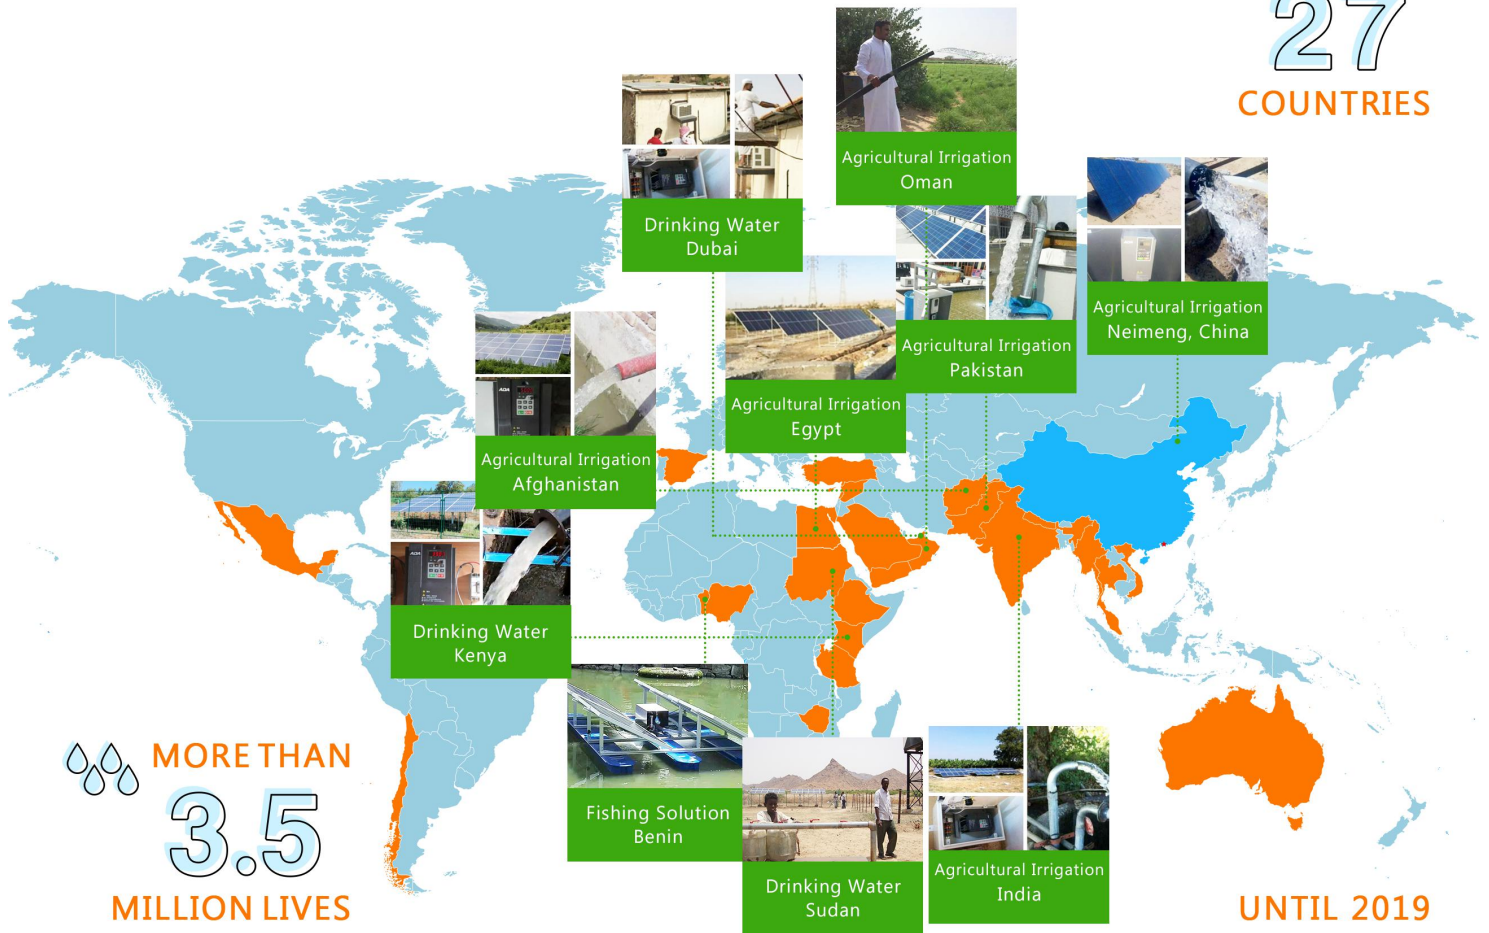 27
COUNTRIES
Agricultural Irrigation
Oman
Drinking Water
Dubai
Agricultural Irrigation
Neimeng, China
Agricultural Irrigation
Pakistan
Agricultural Irrigation
Egypt
Agricultural Irrigation
Afghanistan
ADA
Drinking Water
Kenya
ADA
Fishing Solution
Benin
Drinking Water
Sudan
Agricultural Irrigation
India
MORE THAN
3.5
MILLION LIVES
UNTIL 2019